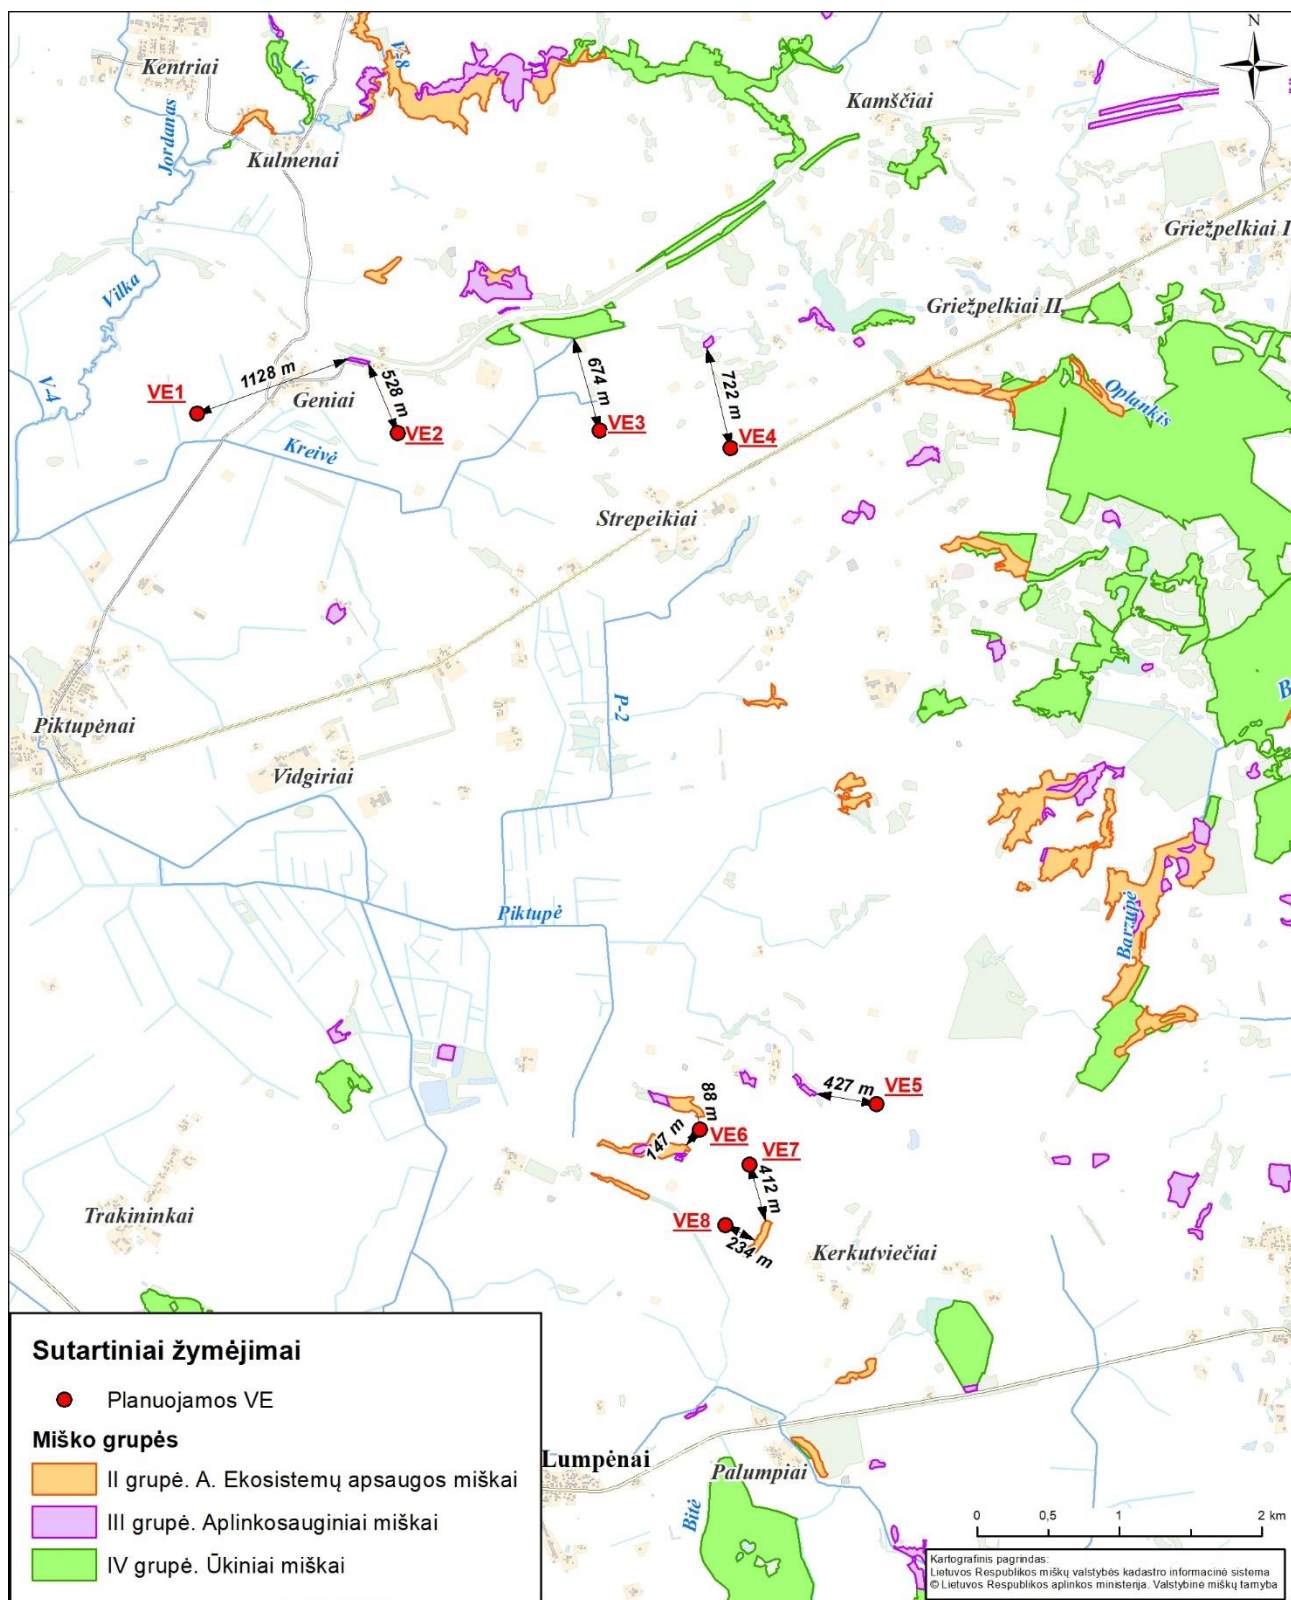 N
Kentriai
V-6
V-8
Jordanas
Kulmenai
Kamščiai
Griežpelkiai I
Vilka
Griežpelkiai II
V-4
1128 m
528 m
674 m
722 m
VE1
Geniai
VE2
VE3
VE4
Oplankis
Kreivė
Strepeikiai
P-2
B
Piktupėnai
Vidgiriai
Piktupė
Barzupė
88 m
427 m
VE5
147 m
VE6
VE7
412 m
VE8
234 m
Trakininkai
Kerkutviečiai
Lumpėnai
Palumpiai
Bitė
Sutartiniai žymėjimai
Planuojamos VE
Miško grupės
II grupė. A. Ekosistemų apsaugos miškai
III grupė. Aplinkosauginiai miškai
IV grupė. Ūkiniai miškai
0 0,5 1 2 km
Kartografinis pagrindas:
Lietuvos Respublikos miškų valstybės kadastro informacinė sistema
© Lietuvos Respublikos aplinkos ministerija. Valstybinė miškų tarnyba